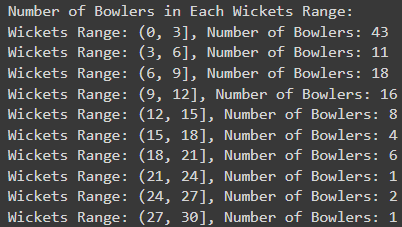 Number of Bowlers in Each Wickets Range:
Wickets Range: (0, 3], Number of Bowlers: 43
Wickets Range: (3, 6], Number of Bowlers: 11
Wickets Range: (6, 9], Number of Bowlers: 18
Wickets Range: (9, 12], Number of Bowlers: 16
Wickets Range: (12, 15], Number of Bowlers: 8
Wickets Range: (15, 18], Number of Bowlers: 4
Wickets Range: (18, 21], Number of Bowlers: 6
Wickets Range: (21, 24], Number of Bowlers: 1
Wickets Range: (24, 27], Number of Bowlers: 2
Wickets Range: (27, 30], Number of Bowlers: 1